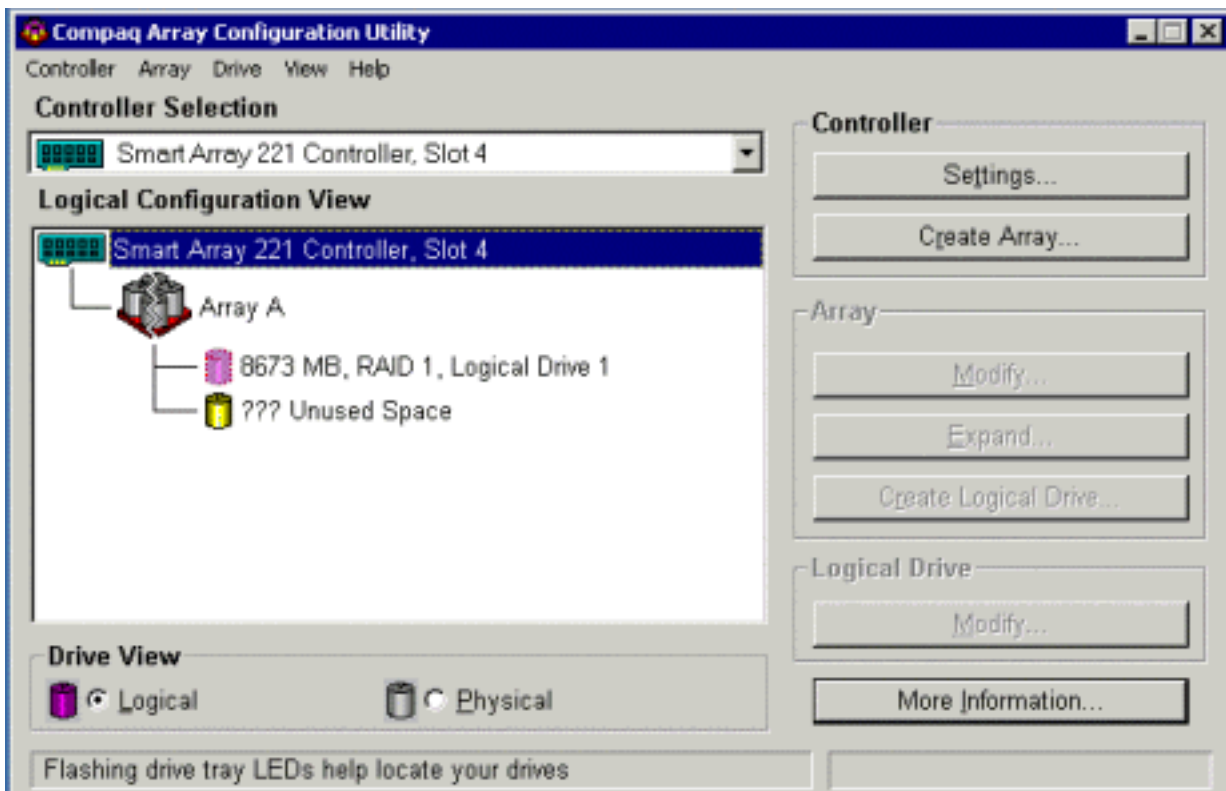 Compaq Array Configuration Utility
Controller Array Drive View Help
Controller Selection
Smart Array 221 Controller, Slot 4
Logical Configuration View
Smart Array 221 Controller, Slot 4
Array A
8673 MB, RAID 1, Logical Drive 1
??? Unused Space
Drive View
Logical
Physical
Controller
Settings...
Create Array...
Array
Modify...
Expand...
Create Logical Drive...
Logical Drive
Modify...
More Information...
Flashing drive tray LEDs help locate your drives